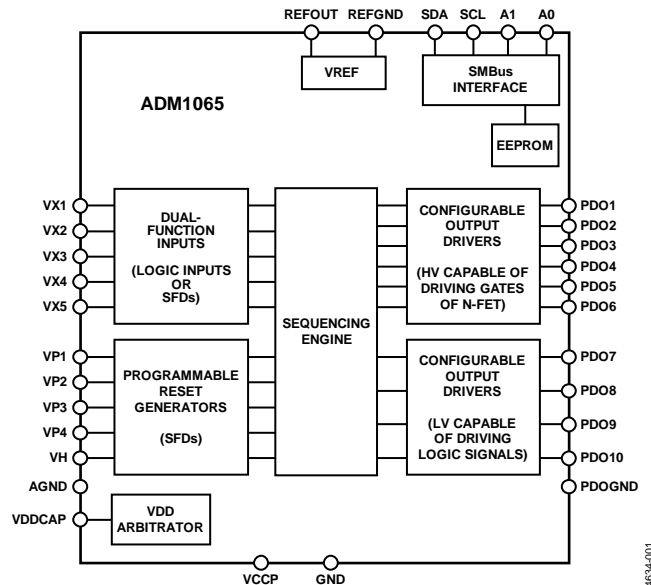 REFOUT REFGND SDA SCL A1 A0
VREF
SMBus
INTERFACE
EEPROM
ADM1065
VX1
VX2
VX3
VX4
VX5
DUAL-
FUNCTION
INPUTS
(LOGIC INPUTS
OR
SFDs)
VP1
VP2
VP3
VP4
VH
PROGRAMMABLE
RESET
GENERATORS
(SFDs)
SEQUENCING
ENGINE
CONFIGURABLE
OUTPUT
DRIVERS
(HV CAPABLE OF
DRIVING GATES
OF N-FET)
PDO1
PDO2
PDO3
PDO4
PDO5
PDO6
CONFIGURABLE
OUTPUT
DRIVERS
(LV CAPABLE
OF DRIVING
LOGIC SIGNALS)
PDO7
PDO8
PDO9
PDO10
AGND
PDOGND
VDDCAP
VDD
ARBITRATOR
VCCP GND
4634-001